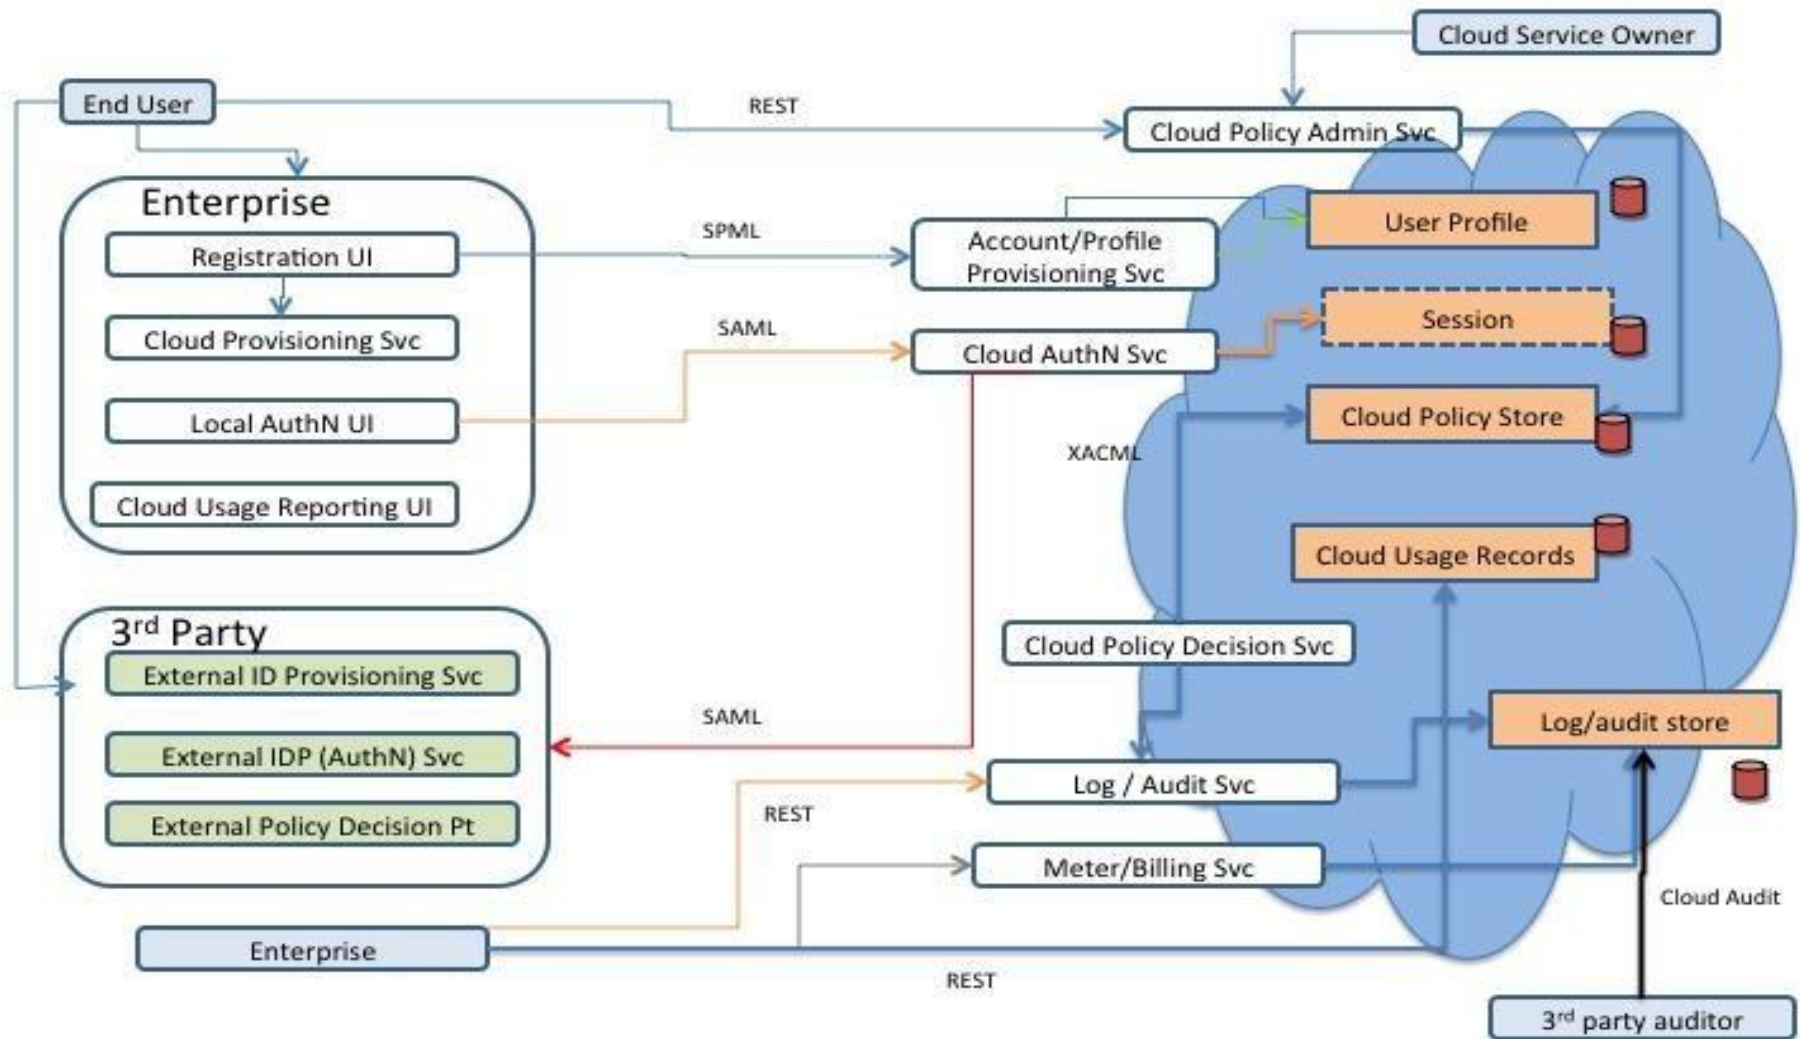 Cloud Service Owner
End User
REST
Cloud Policy Admin Svc
Enterprise
Registration UI
SPML
Account/Profile
Provisioning Svc
User Profile
Cloud Provisioning Svc
SAML
Cloud AuthN Svc
Session
Local AuthN UI
Cloud Policy Store
XACML
Cloud Usage Reporting UI
Cloud Usage Records
3rd Party
External ID Provisioning Svc
Cloud Policy Decision Svc
SAML
Log/audit store
External IDP (AuthN) Svc
Log / Audit Svc
REST
External Policy Decision Pt
Meter/Billing Svc
Cloud Audit
Enterprise
REST
3rd party auditor